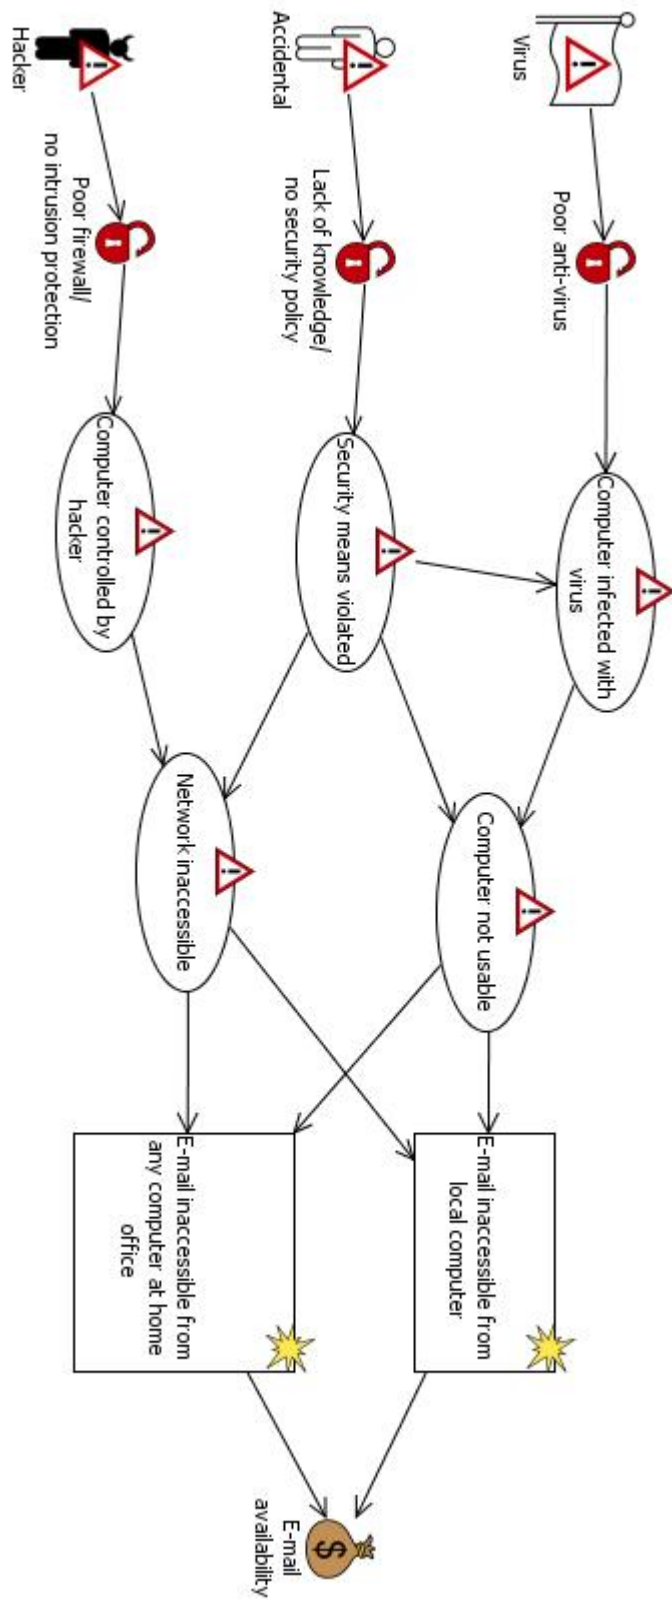 Virus
Poor anti-virus
Computer infected with
virus
Accidental
Lack of knowledge/
no security policy
Security means violated
Computer not usable
E-mail inaccessible from
local computer
Hacker
Poor firewall/
no intrusion protection
Computer controlled by
hacker
Network inaccessible
E-mail inaccessible from
any computer at home
office
$
E-mail
availability